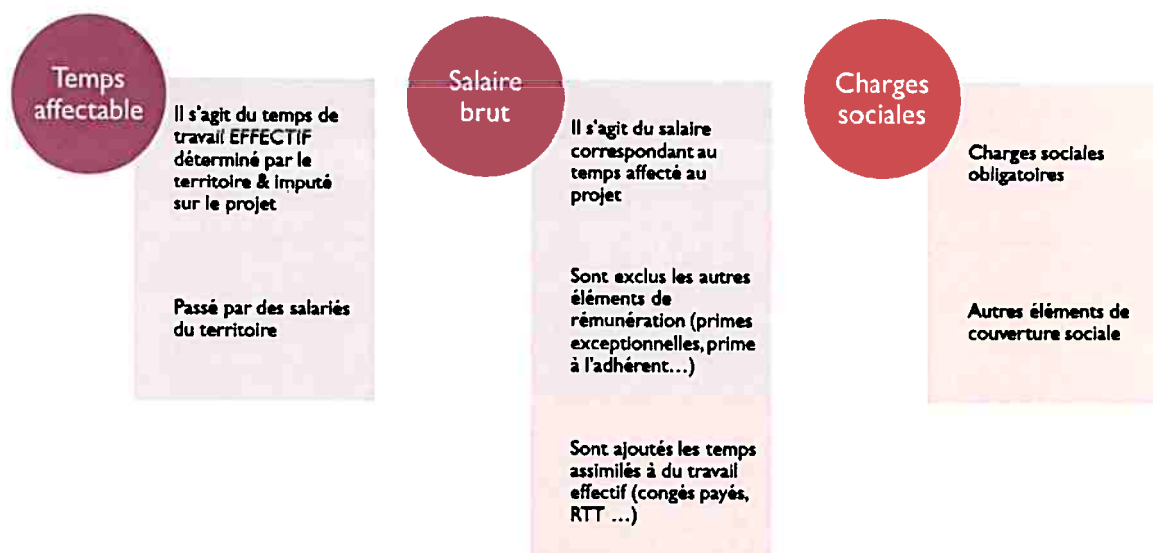 Temps
affectable
Il s'agit du temps de
travail EFFECTIF
déterminé par le
territoire & imputé
sur le projet
Passé par des salariés
du territoire
Salaire
brut
Il s'agit du salaire
correspondant au
temps affecté au
projet
Sont exclus les autres
éléments de
rémunération (primes
exceptionnelles, prime
à l'adhérent...)
Sont ajoutés les temps
assimilés à du travail
effectif (congés payés,
RTT ...)
Charges
sociales
Charges sociales
obligatoires
Autres éléments de
couverture sociale